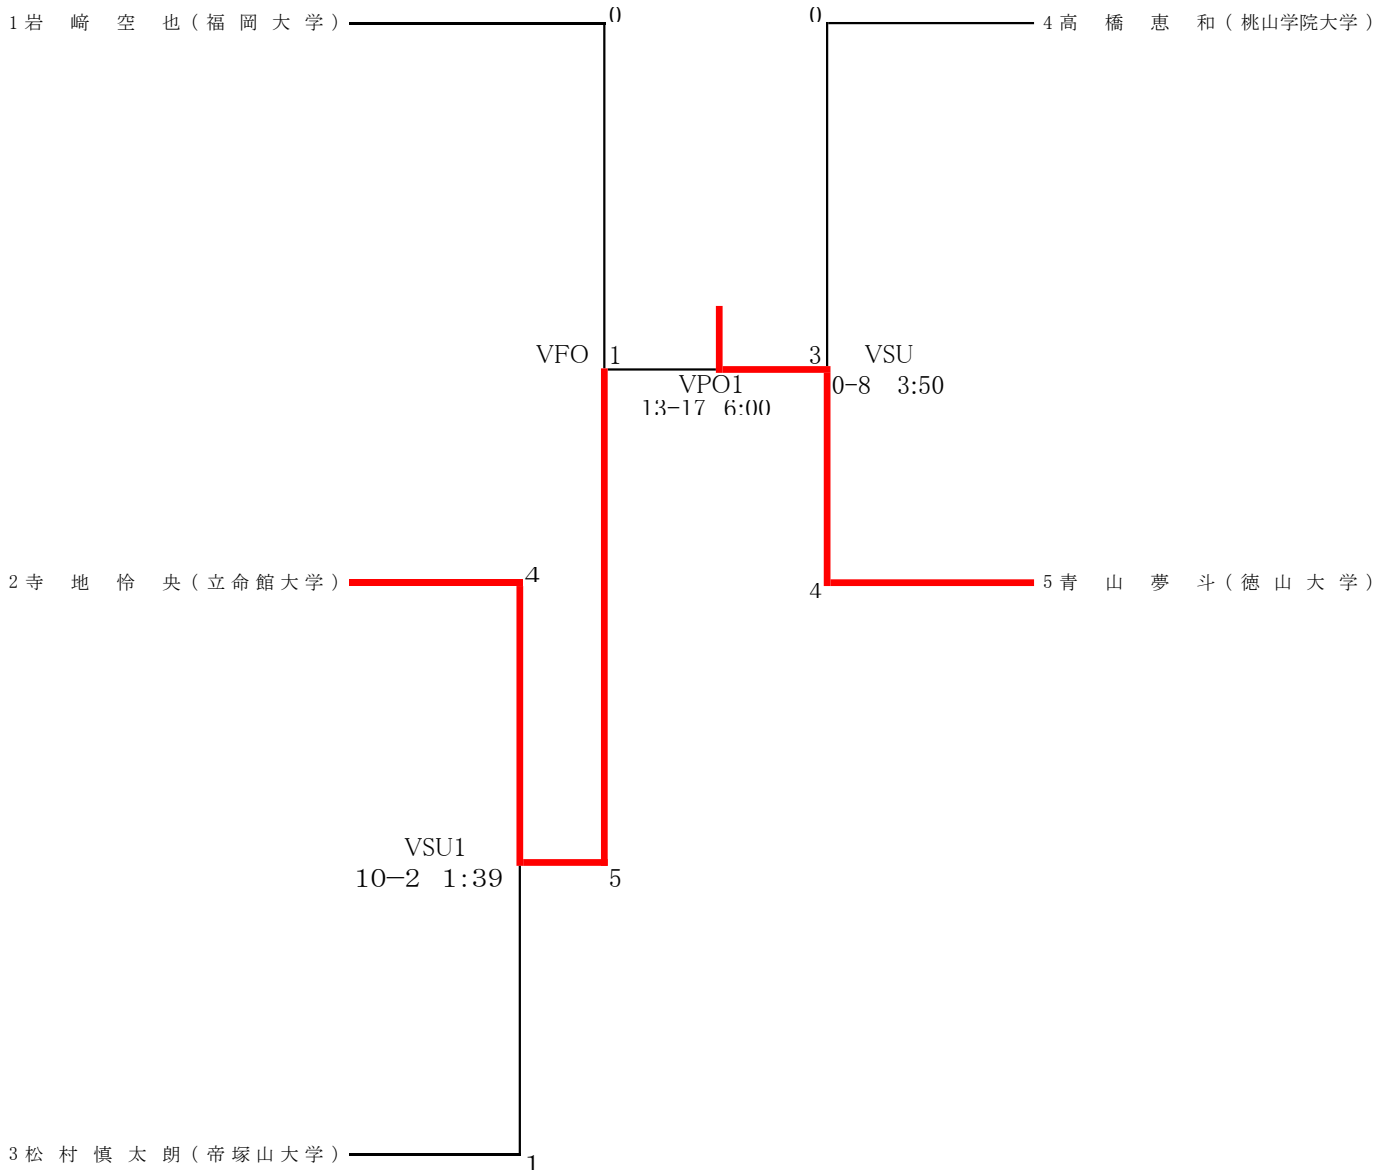 1 岩 﨑 空 也 ( 福 岡 大 学 ) 0 0 4 高 橋 恵 和 ( 桃山学院大学 )
VFO 1 3 VSU
VPO1 0-8 3:50
13-17 6:00
2 寺 地 怜 央 ( 立 命 館 大 学 ) 4 4 5 青 山 夢 斗 ( 徳 山 大 学 )
VSU1
10-2 1:39 5
3 松 村 慎 太 朗 ( 帝 塚 山 大 学 ) 1